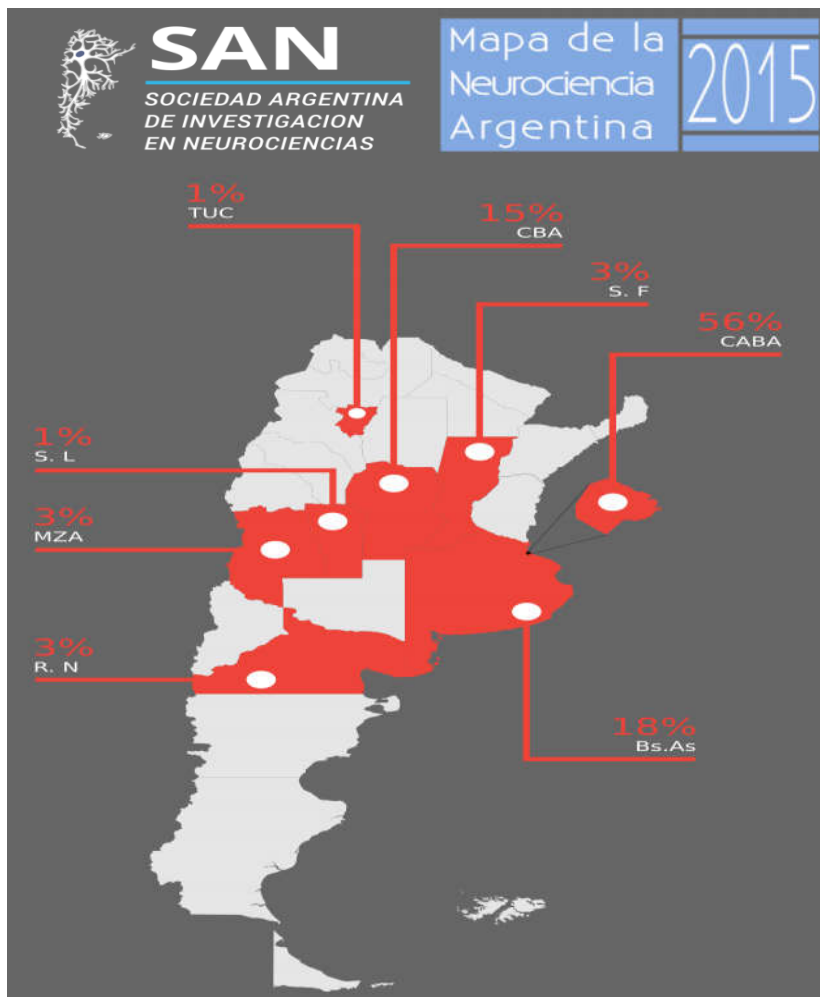 SAN
SOCIEDAD ARGENTINA
DE INVESTIGACION
EN NEUROCIENCIAS
Mapa de la
Neurociencia
Argentina
2015
1%
TUC
15%
CBA
3%
S. F
56%
CABA
1%
S. L
3%
MZA
3%
R. N
18%
Bs.As